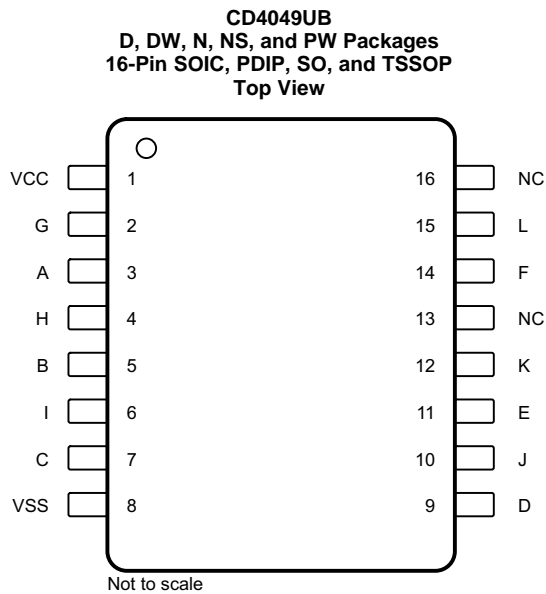 CD4049UB
D, DW, N, NS, and PW Packages
16-Pin SOIC, PDIP, SO, and TSSOP
Top View
VCC 1 16 NC
G 2 15 L
A 3 14 F
H 4 13 NC
B 5 12 K
I 6 11 E
C 7 10 J
VSS 8 9 D
Not to scale